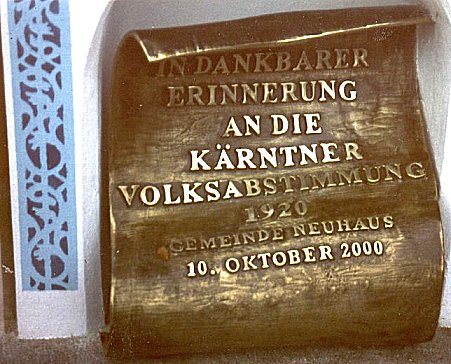 IN DANKBARER
ERINNERUNG
AN DIE
KÄRNTNER
VOLKSABSTIMMUNG
1920
GEMEINDE NEUHAUS
10. OKTOBER 2000